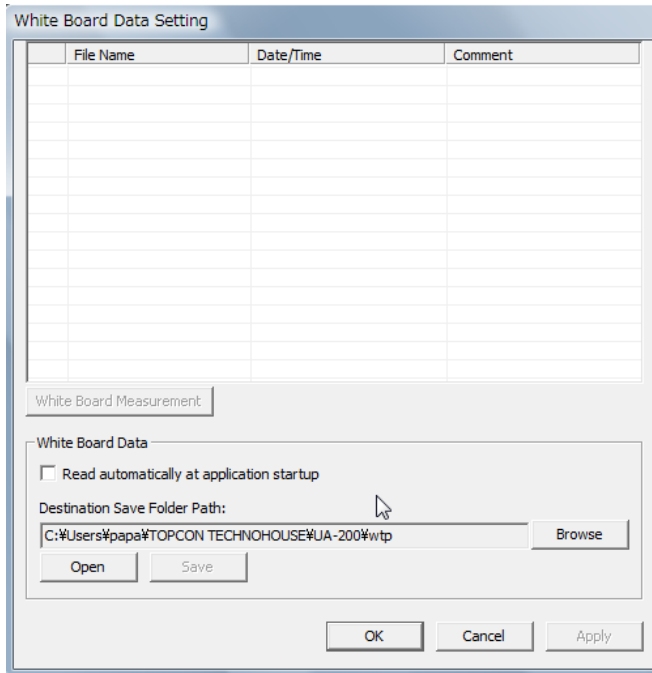 White Board Data Setting
File Name Date/Time Comment
White Board Measurement
White Board Data
Read automatically at application startup
Destination Save Folder Path:
C:¥Users¥papa¥TOPCON TECHNOHOUSE¥UA-200¥wtp Browse
Open Save
OK Cancel Apply